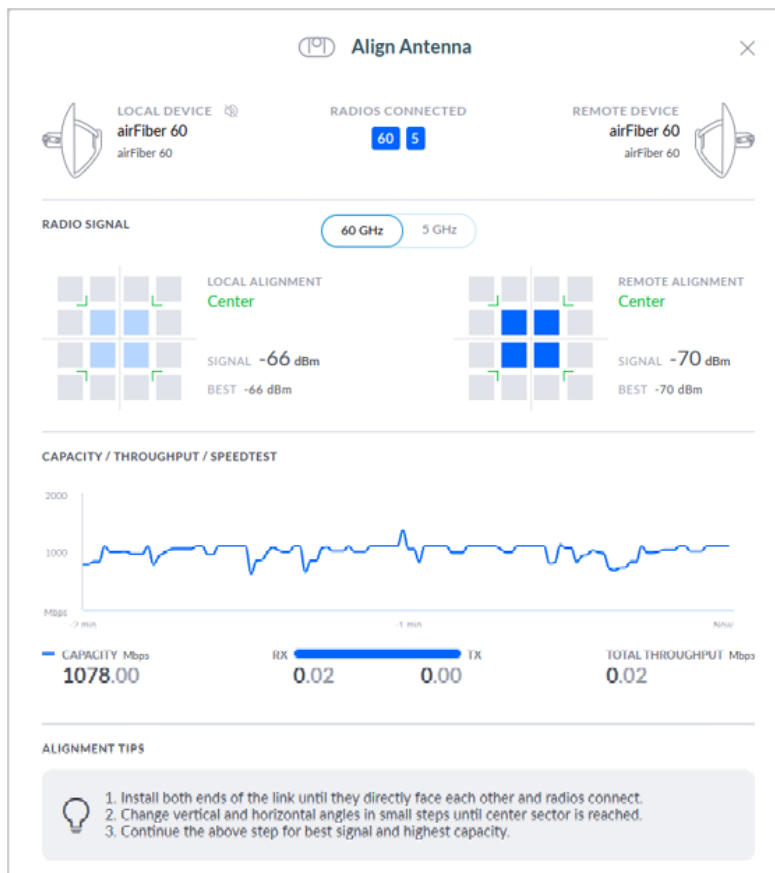 Align Antenna
LOCAL DEVICE
airFiber 60
airFiber 60
RADIOS CONNECTED
60 5
REMOTE DEVICE
airFiber 60
airFiber 60
RADIO SIGNAL
60 GHz
5 GHz
LOCAL ALIGNMENT
Center
SIGNAL -66 dBm
BEST -66 dBm
REMOTE ALIGNMENT
Center
SIGNAL -70 dBm
BEST -70 dBm
CAPACITY / THROUGHPUT / SPEEDTEST
2000
1000
Mbps
-2 min
-1 min
Now
CAPACITY Mbps
1078.00
RX TX
0.02 0.00
TOTAL THROUGHPUT Mbps
0.02
ALIGNMENT TIPS
1. Install both ends of the link until they directly face each other and radios connect.
2. Change vertical and horizontal angles in small steps until center sector is reached.
3. Continue the above step for best signal and highest capacity.